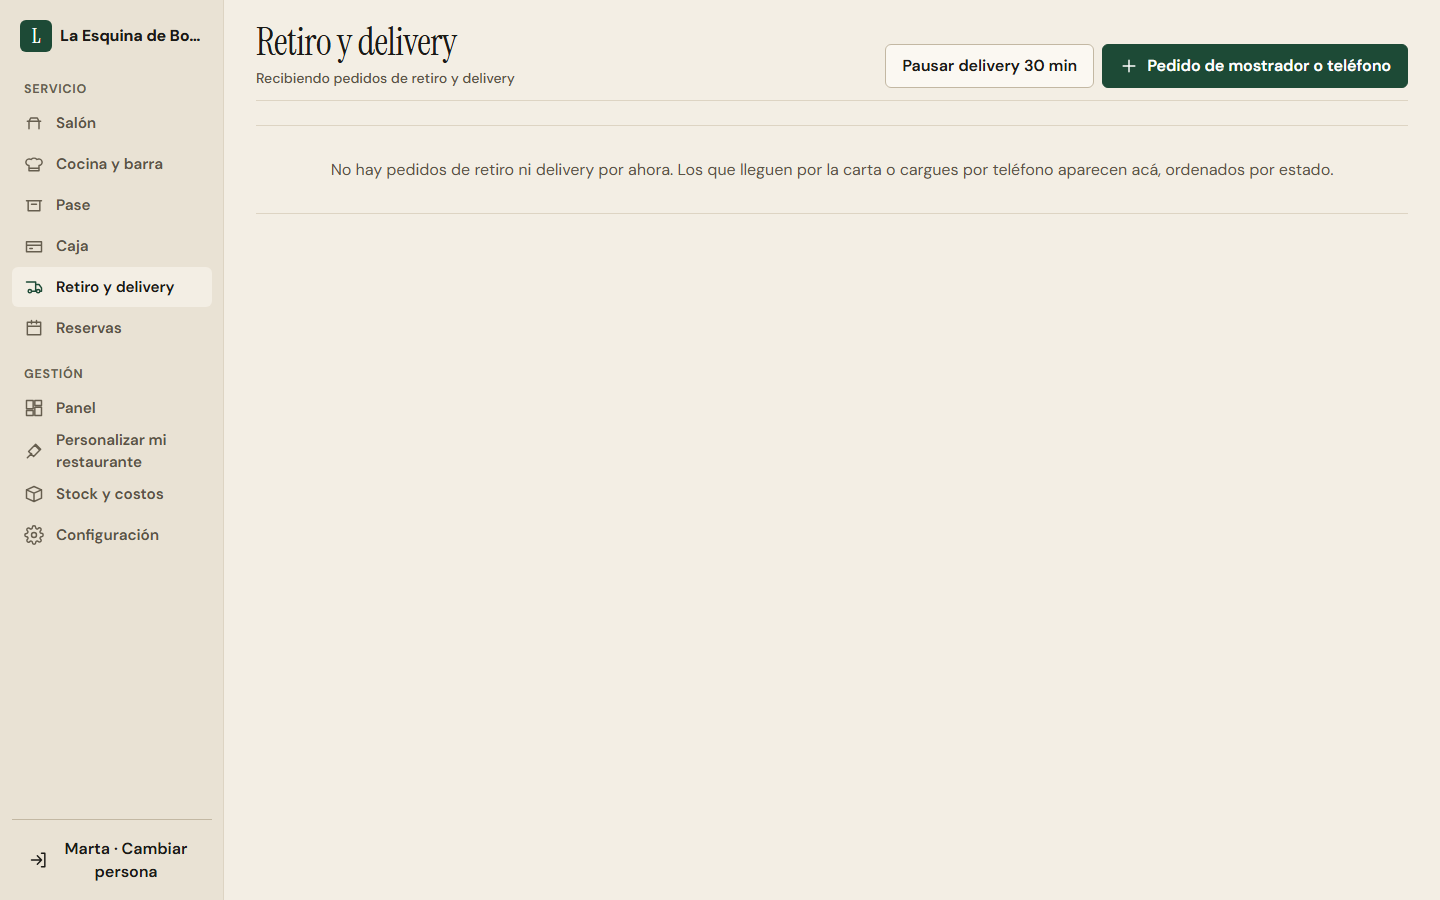 L
La Esquina de Bo...
SERVICIO
Salón
Cocina y barra
Pase
Caja
Retiro y delivery
Reservas
GESTIÓN
Panel
Personalizar mi
restaurante
Stock y costos
Configuración
Marta · Cambiar
persona
Retiro y delivery
Recibiendo pedidos de retiro y delivery
Pausar delivery 30 min
+ Pedido de mostrador o teléfono
No hay pedidos de retiro ni delivery por ahora. Los que lleguen por la carta o cargues por teléfono aparecen acá, ordenados por estado.